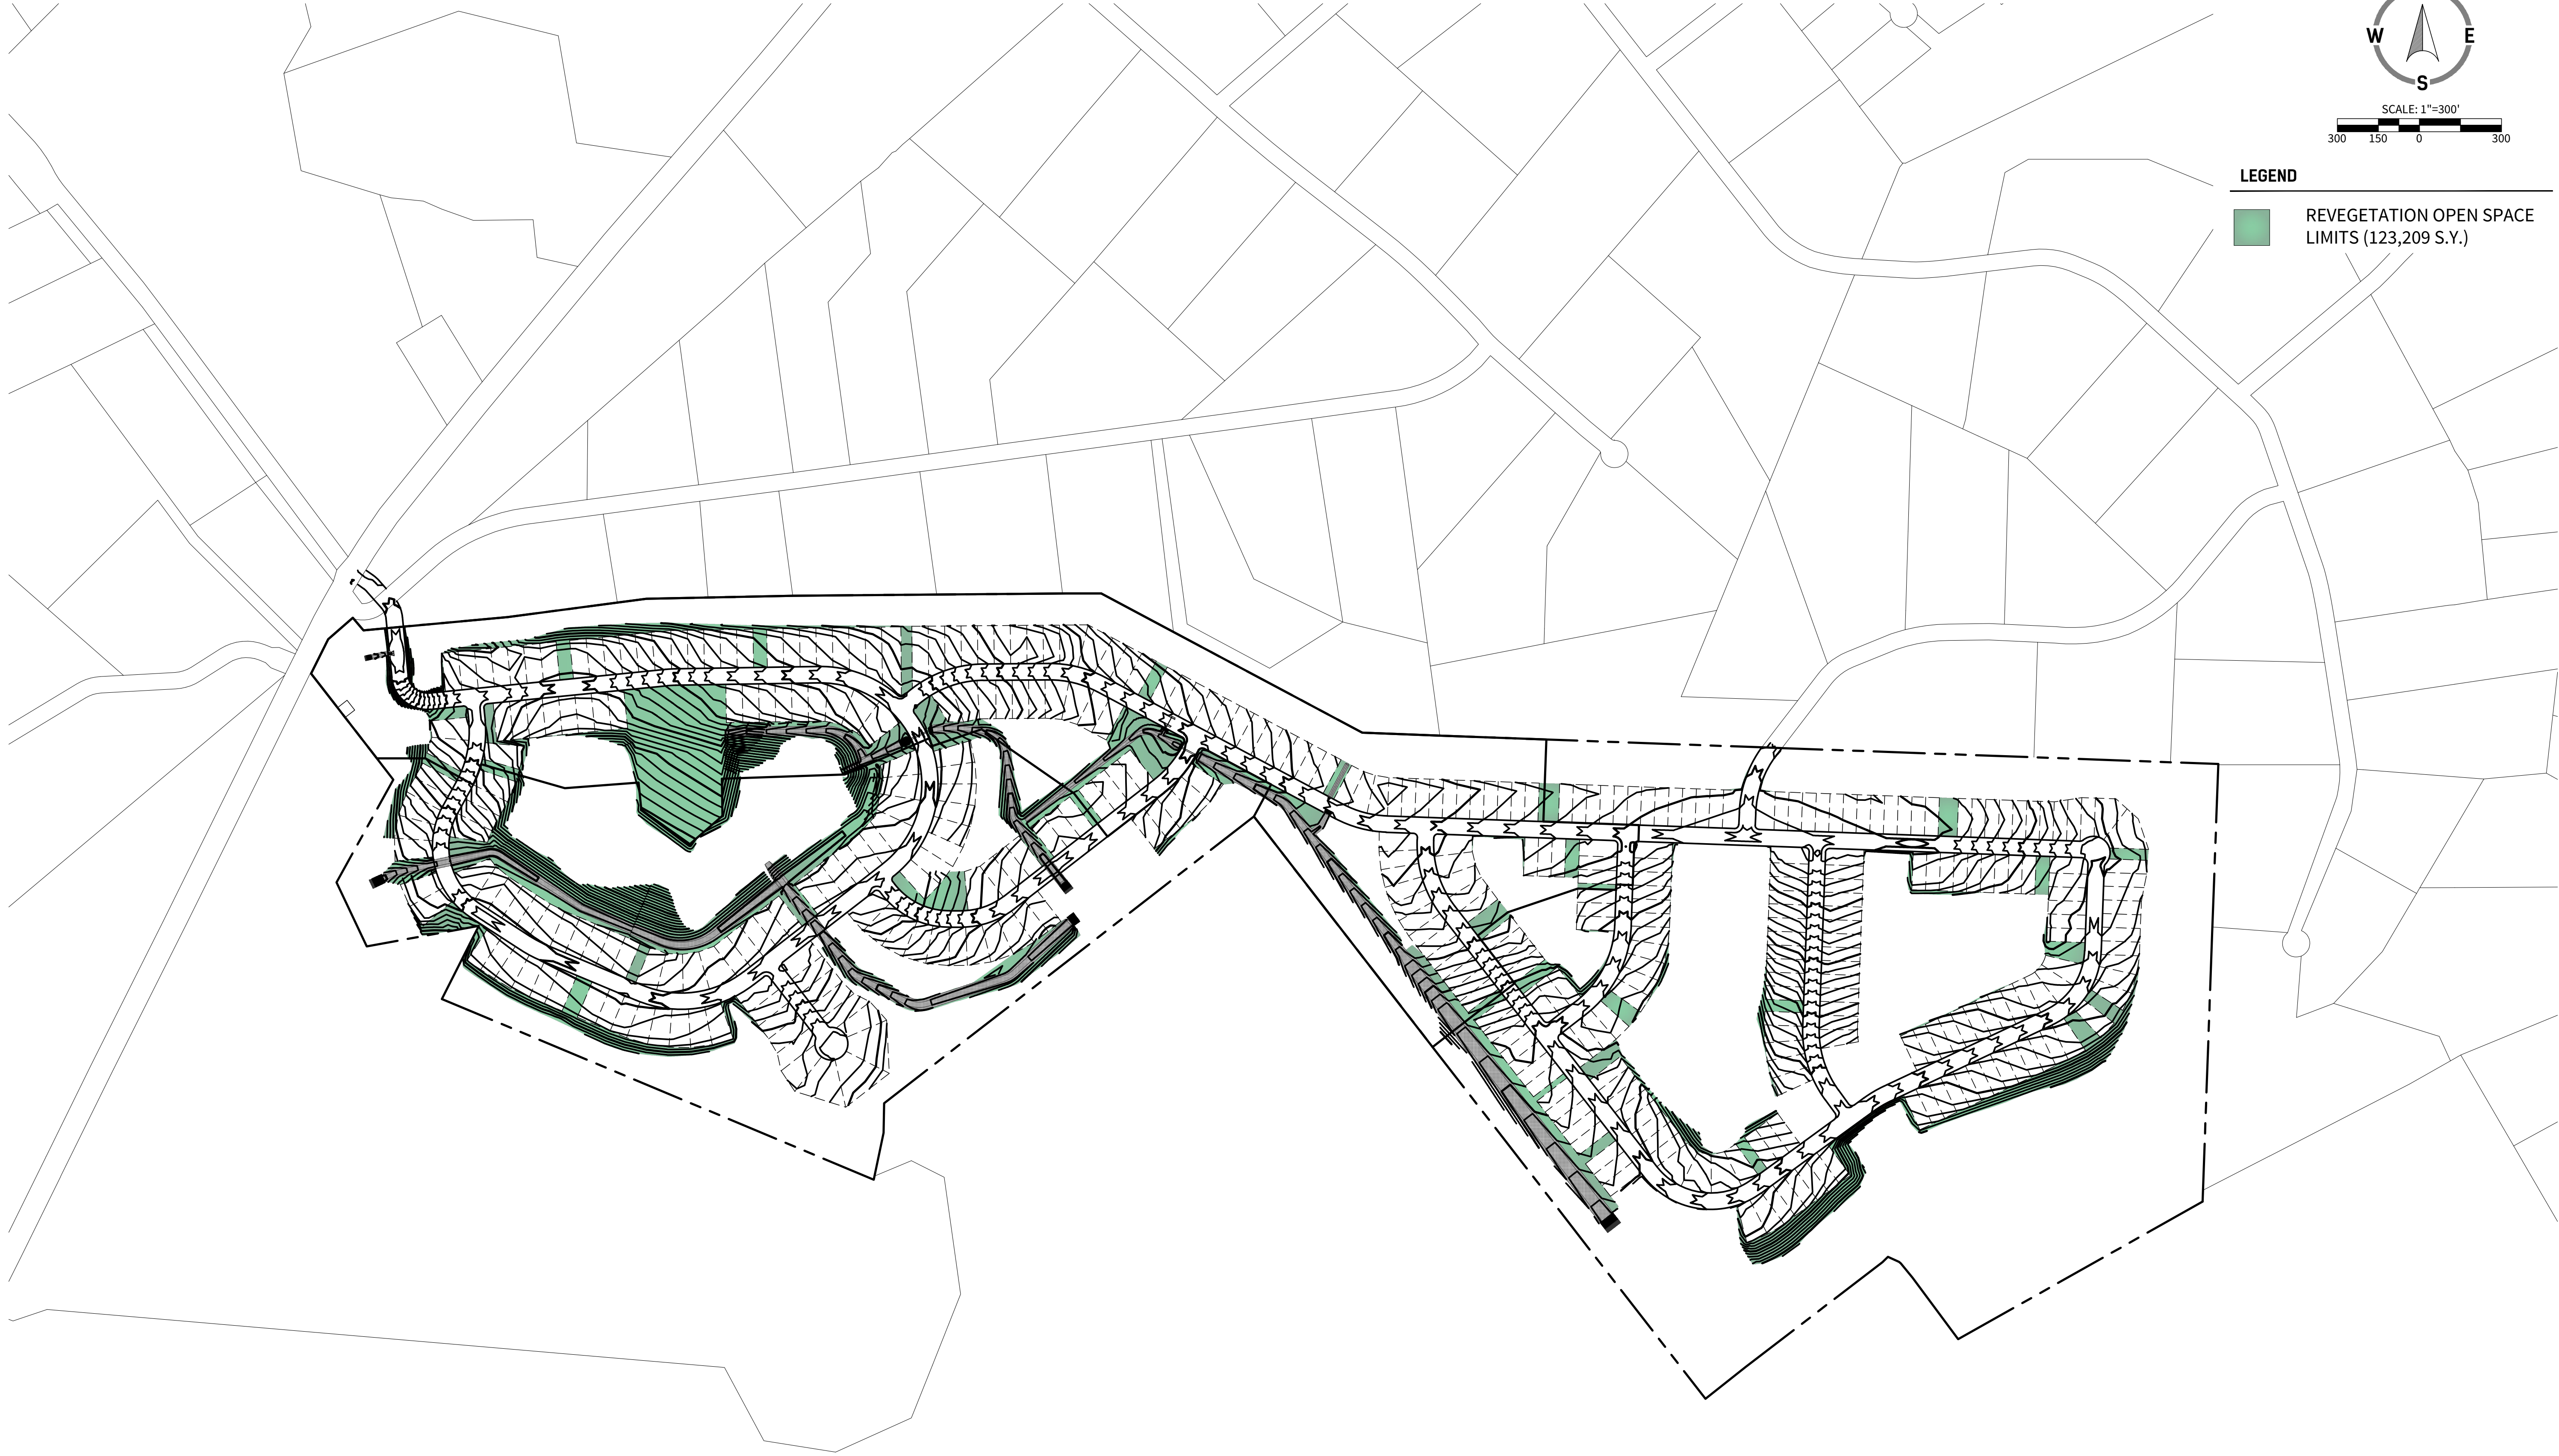 W E
S
SCALE: 1"=300'
300 150 0 300
LEGEND
REVEGETATION OPEN SPACE
LIMITS (123,209 S.Y.)